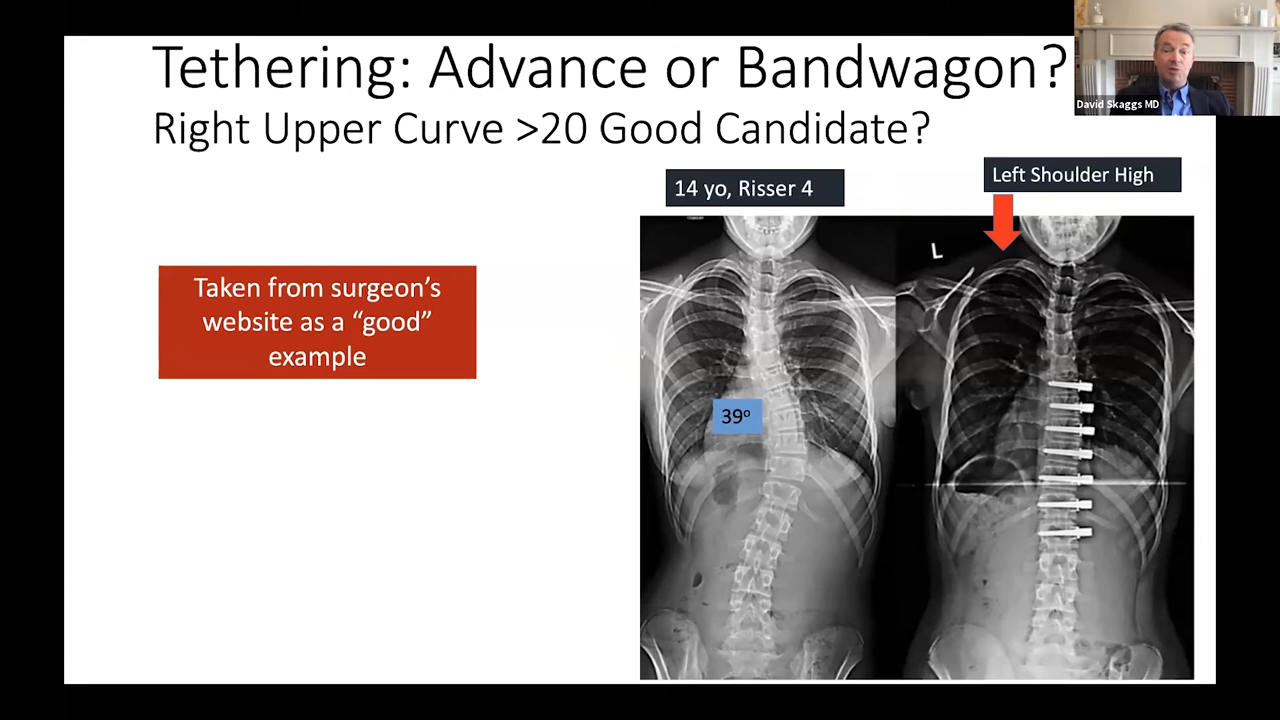 Tethering: Advance or Bandwagon?
Right Upper Curve >20 Good Candidate?
David Skaggs MD
14 yo, Risser 4
Left Shoulder High
L
Taken from surgeon’s
website as a “good”
example
39º